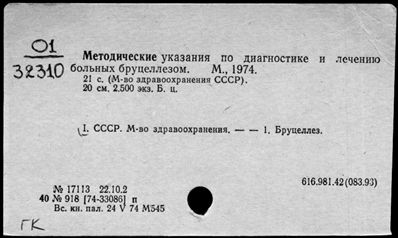 01
32310
Методические указания по диагностике и лечению
больных бруцеллезом. М., 1974.
21 с. (М-во здравоохранения СССР).
20 см. 2.500 экз. Б. ц.
I. СССР. М-во здравоохранения. — — 1. Бруцеллез.
616.981.42(083.93)
№ 17113 22.10.2
40 № 918 [74-33086] п
Вс. кн. пал. 24 V 74 М545
ГК